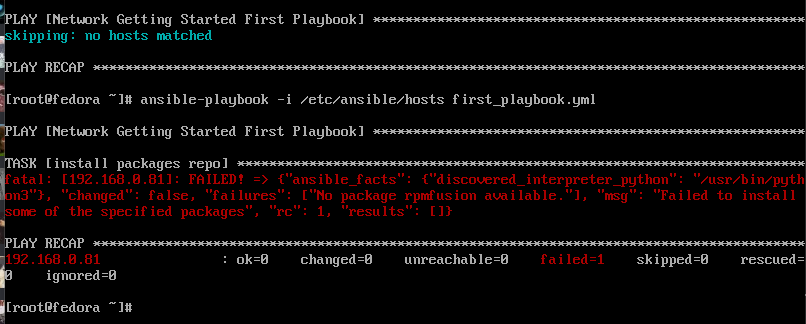 PLAY [Network Getting Started First Playbook] ******************************************************
skipping: no hosts matched
PLAY RECAP *****************************************************************************************
[root@fedora ~]# ansible-playbook -i /etc/ansible/hosts first_playbook.yml
PLAY [Network Getting Started First Playbook] ******************************************************
TASK [install packages repo] ***********************************************************************
fatal: [192.168.0.81]: FAILED! => {"ansible_facts": {"discovered_interpreter_python": "/usr/bin/pyth
on3"}, "changed": false, "failures": ["No package rpmfusion available."], "msg": "Failed to install
some of the specified packages", "rc": 1, "results": []}
PLAY RECAP *****************************************************************************************
192.168.0.81               : ok=0    changed=0    unreachable=0    failed=1    skipped=0    rescued=
0    ignored=0
[root@fedora ~]#